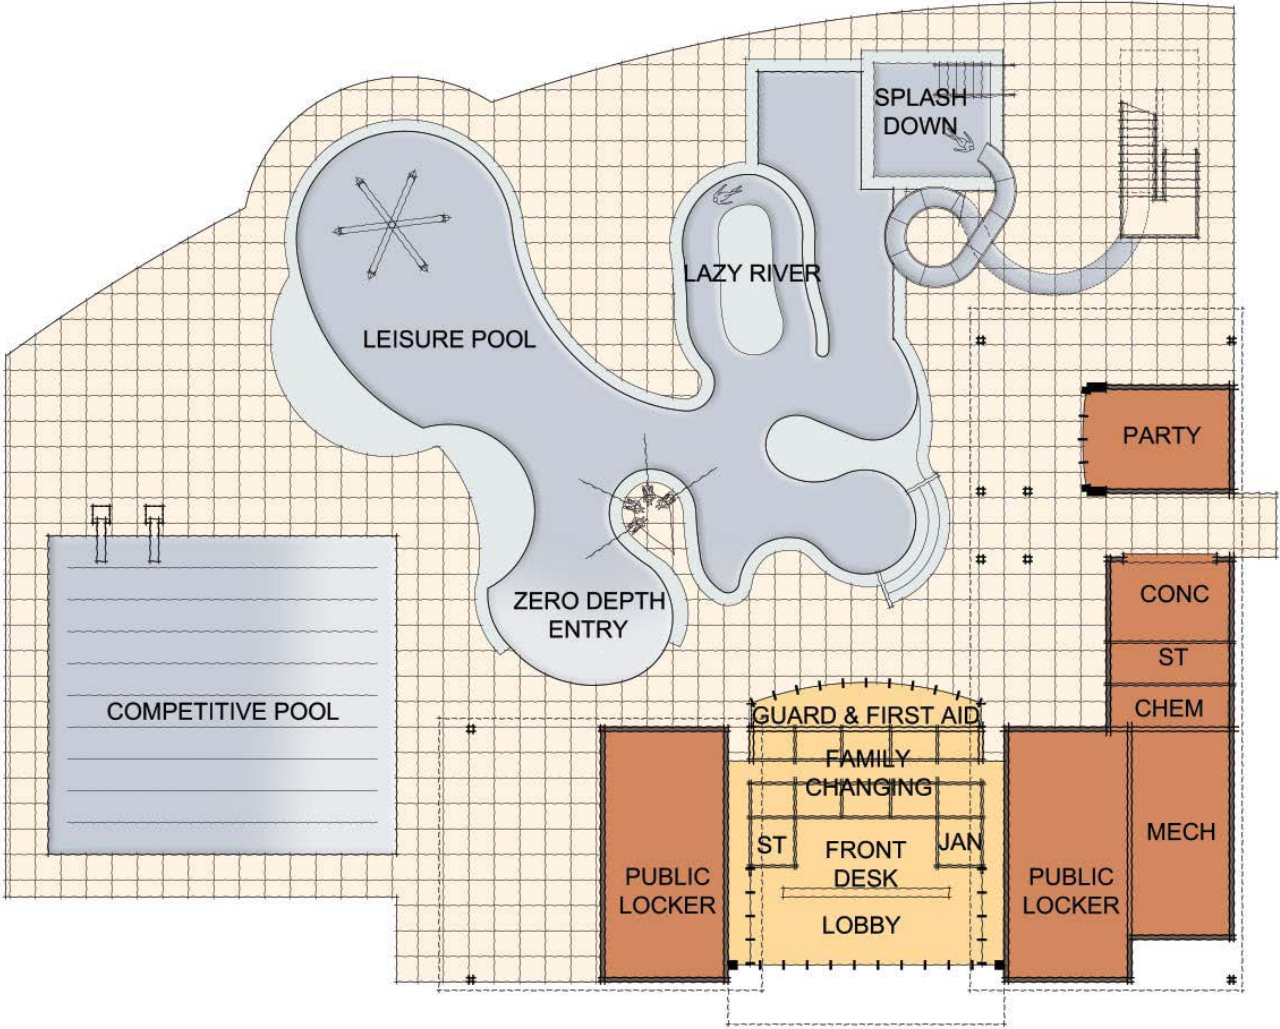 SPLASH
DOWN
LAZY RIVER
LEISURE POOL
PARTY
CONC
ZERO DEPTH
ENTRY
ST
CHEM
COMPETITIVE POOL
GUARD & FIRST AID
FAMILY
CHANGING
MECH
ST
FRONT
DESK
JAN
PUBLIC
LOCKER
LOBBY
PUBLIC
LOCKER